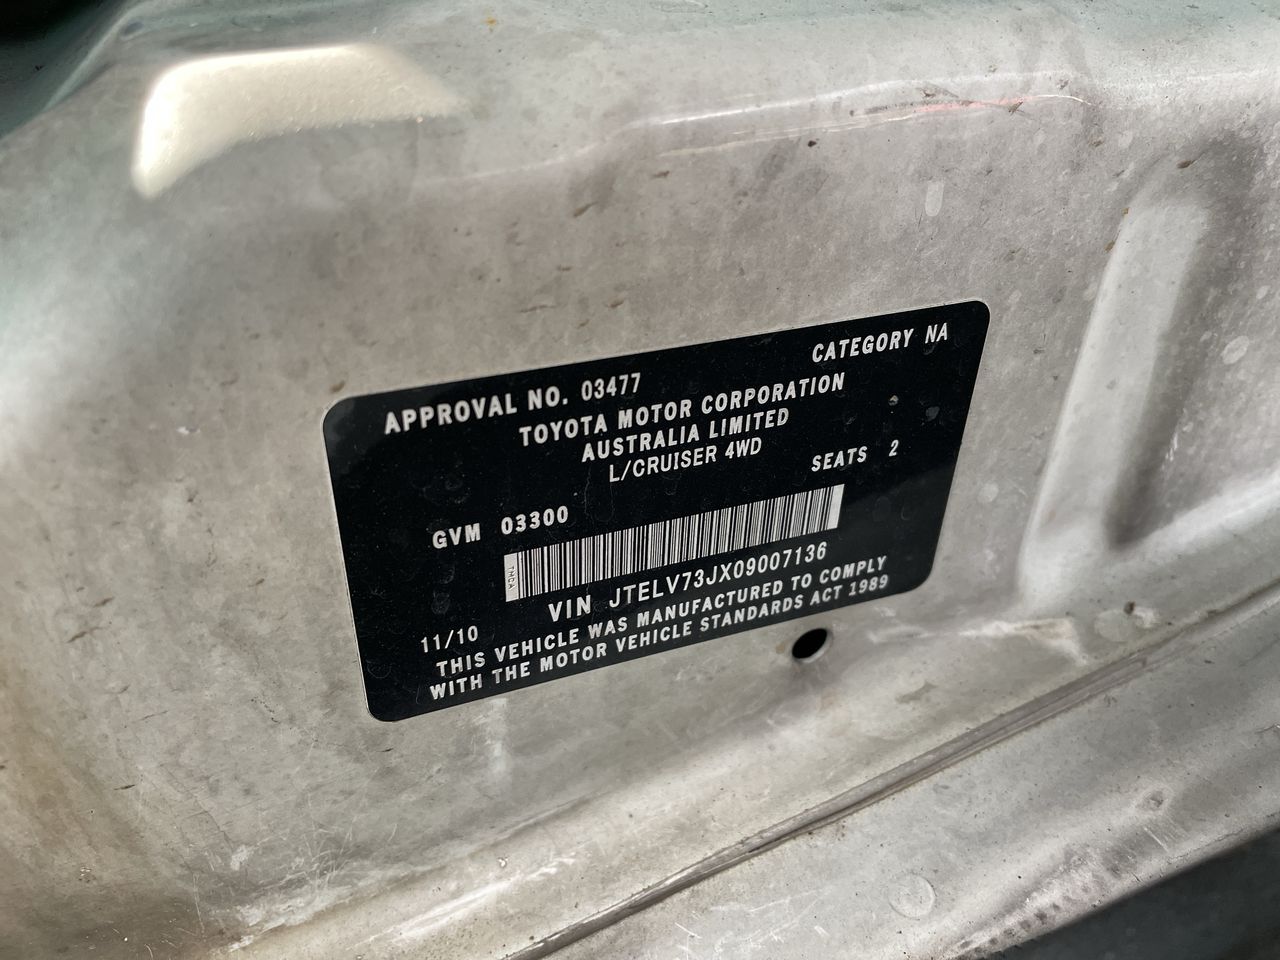 APPROVAL NO. 03477 CATEGORY NA
TOYOTA MOTOR CORPORATION
AUSTRALIA LIMITED
L/CRUISER 4WD
SEATS 2
GVM 03300
TMCA
VIN JTELV73JX09007136
11/10
THIS VEHICLE WAS MANUFACTURED TO COMPLY
WITH THE MOTOR VEHICLE STANDARDS ACT 1989